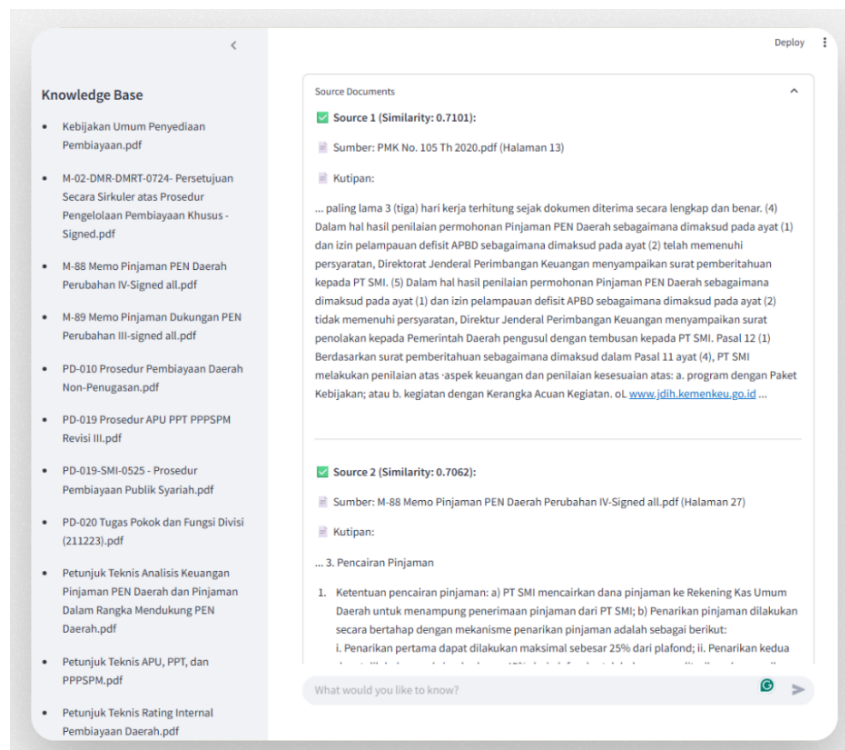 Deploy
Knowledge Base
Kebijakan Umum Penyediaan
Pembiayaan.pdf
M-02-DMR-DMRT-0724- Persetujuan
Secara Sirkuler atas Prosedur
Pengelolaan Pembiayaan Khusus -
Signed.pdf
M-88 Memo Pinjaman PEN Daerah
Perubahan IV-Signed all.pdf
M-89 Memo Pinjaman Dukungan PEN
Perubahan III-signed all.pdf
PD-010 Prosedur Pembiayaan Daerah
Non-Penugasan.pdf
PD-019 Prosedur APU PPT PPPSPM
Revisi III.pdf
PD-019-SMI-0525 - Prosedur
Pembiayaan Publik Syariah.pdf
PD-020 Tugas Pokok dan Fungsi Divisi
(211223).pdf
Petunjuk Teknis Analisis Keuangan
Pinjaman PEN Daerah dan Pinjaman
Dalam Rangka Mendukung PEN
Daerah.pdf
Petunjuk Teknis APU, PPT, dan
PPPSPM.pdf
Petunjuk Teknis Rating Internal
Pembiayaan Daerah.pdf
Source Documents
Source 1 (Similarity: 0.7101):
Sumber: PMK No. 105 Th 2020.pdf (Halaman 13)
Kutipan:
... paling lama 3 (tiga) hari kerja terhitung sejak dokumen diterima secara lengkap dan benar. (4)
Dalam hal hasil penilaian permohonan Pinjaman PEN Daerah sebagaimana dimaksud pada ayat (1)
dan izin pelampauan defisit APBD sebagaimana dimaksud pada ayat (2) telah memenuhi
persyaratan, Direktorat Jenderal Perimbangan Keuangan menyampaikan surat pemberitahuan
kepada PT SMI. (5) Dalam hal hasil penilaian permohonan Pinjaman PEN Daerah sebagaimana
dimaksud pada ayat (1) dan izin pelampauan defisit APBD sebagaimana dimaksud pada ayat (2)
tidak memenuhi persyaratan, Direktur Jenderal Perimbangan Keuangan menyampaikan surat
penolakan kepada Pemerintah Daerah pengusul dengan tembusan kepada PT SMI. Pasal 12 (1)
Berdasarkan surat pemberitahuan sebagaimana dimaksud dalam Pasal 11 ayat (4), PT SMI
melakukan penilaian atas -aspek keuangan dan penilaian kesesuaian atas: a. program dengan Paket
Kebijakan; atau b. kegiatan dengan Kerangka Acuan Kegiatan. oL www.jdih.kemenkeu.go.id ...
Source 2 (Similarity: 0.7062):
Sumber: M-88 Memo Pinjaman PEN Daerah Perubahan IV-Signed all.pdf (Halaman 27)
Kutipan:
... 3. Pencairan Pinjaman
1. Ketentuan pencairan pinjaman: a) PT SMI mencairkan dana pinjaman ke Rekening Kas Umum
Daerah untuk menampung penerimaan pinjaman dari PT SMI; b) Penarikan pinjaman dilakukan
secara bertahap dengan mekanisme penarikan pinjaman adalah sebagai berikut:
i. Penarikan pertama dapat dilakukan maksimal sebesar 25% dari plafond; ii. Penarikan kedua
What would you like to know?